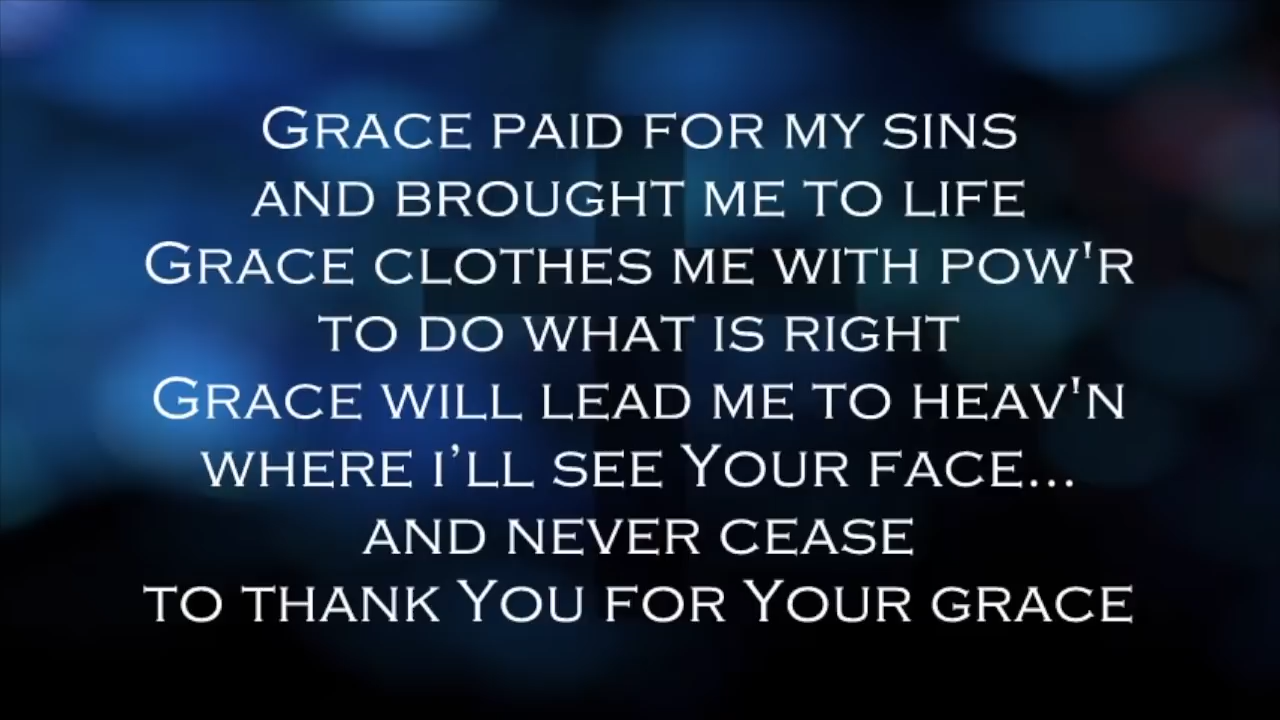 Grace paid for my sins
and brought me to life
Grace clothes me with pow'r
to do what is right
Grace will lead me to heav'n
where I’ll see Your face...
and never cease
to thank You for Your grace